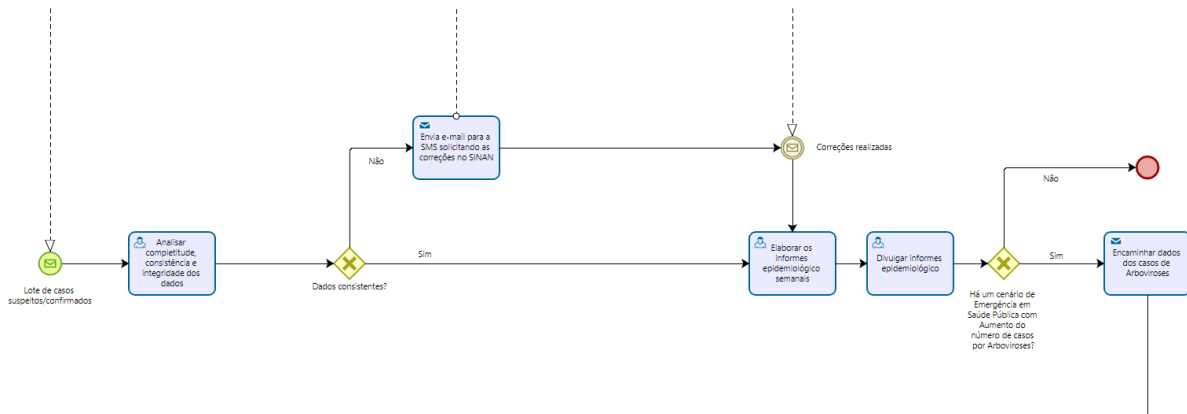 Envia e-mail para a
SMS solicitando as
correções no SINAN
Não
Correções realizadas
Não
Analisar
completitude,
consistência e
integridade dos
dados
Sim
Elaborar os
informes
epidemiológico
semanais
Divulgar informes
epidemiológico
Sim
Encaminhar dados
dos casos de
Arboviroses
Lote de casos
suspeitos/confirmados
Dados consistentes?
Há um cenário de
Emergência em
Saúde Pública com
Aumento do
número de casos
por Arboviroses?